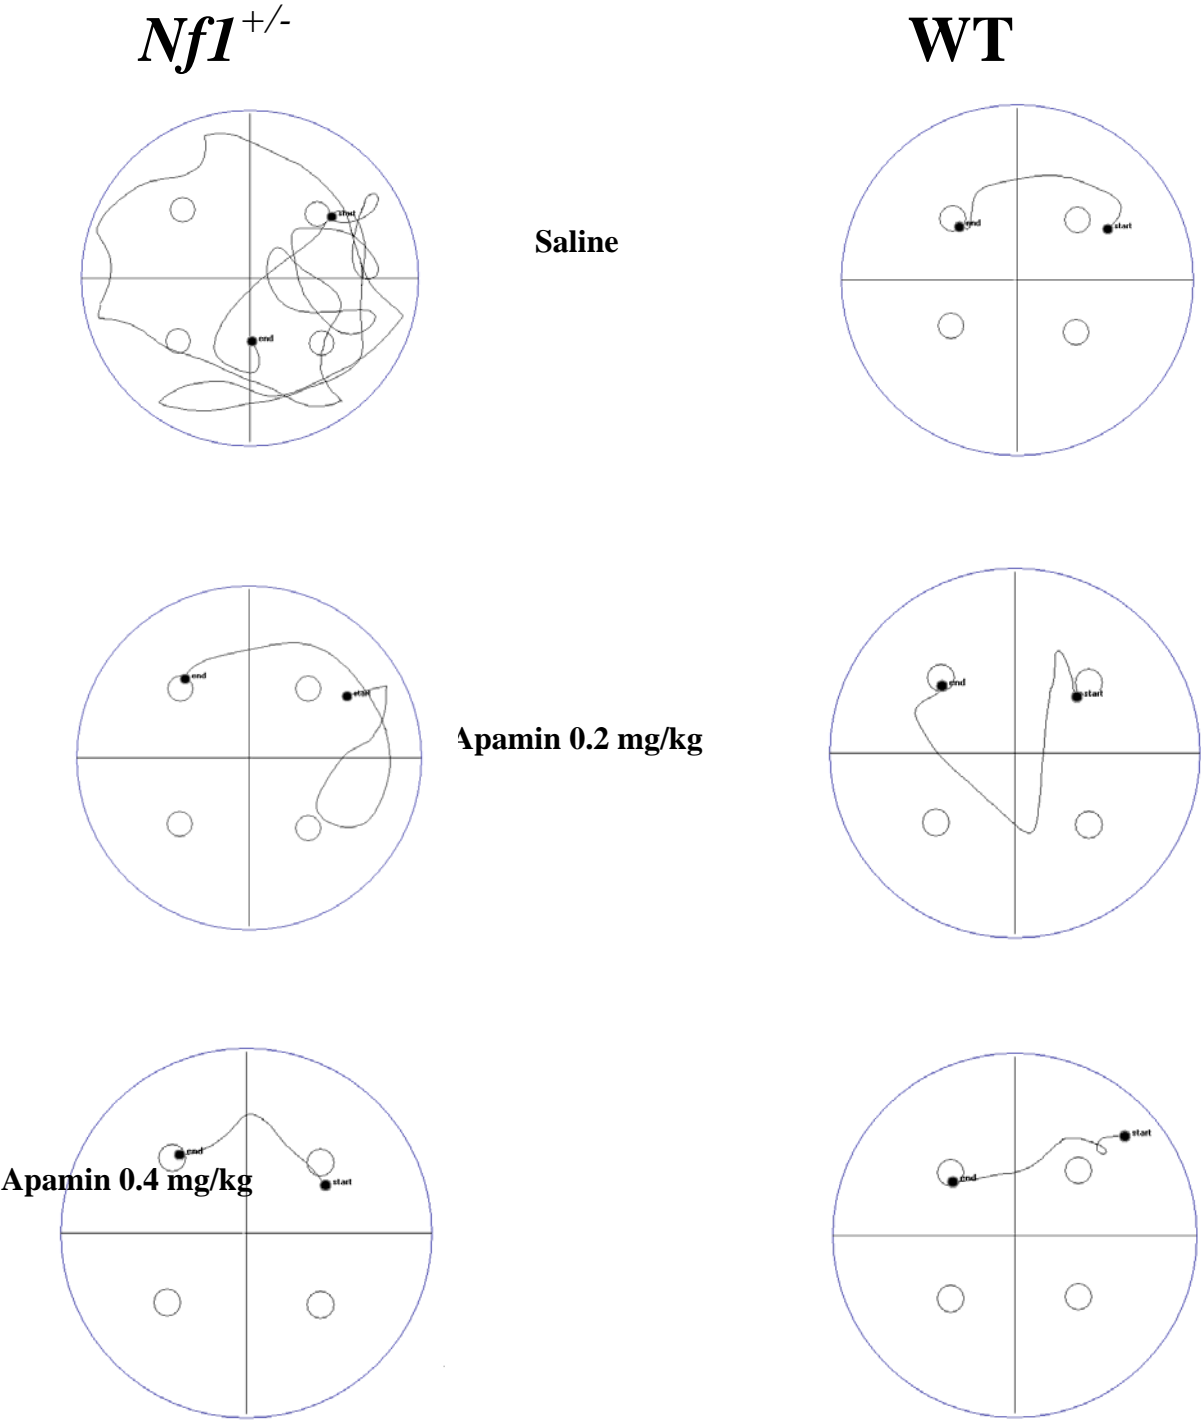 Nf1+/- WT
start
end
Saline
end
start
end
start
Apamin 0.2 mg/kg
end
start
end
start
Apamin 0.4 mg/kg
start
end